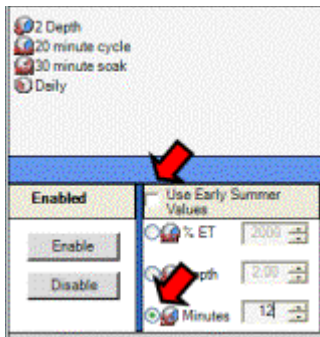 2 Depth
20 minute cycle
30 minute soak
Daily
Enabled
Use Early Summer
Values
Enable
Disable
% ET
2000
Depth
2:00
Minutes
12